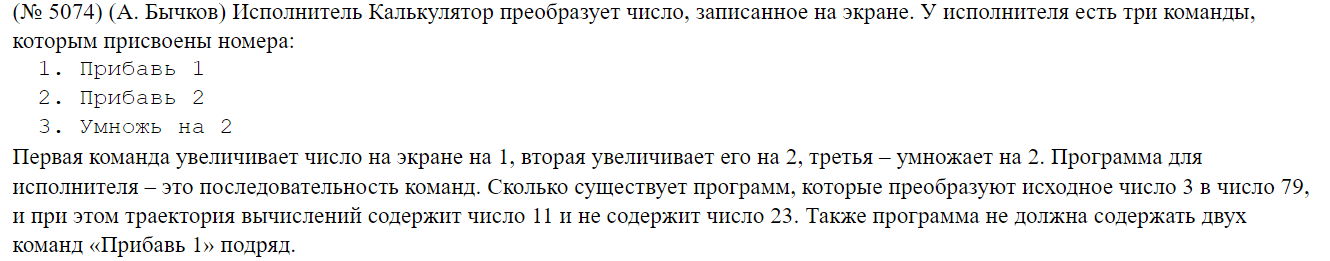 (№ 5074) (А. Бычков) Исполнитель Калькулятор преобразует число, записанное на экране. У исполнителя есть три команды,
которым присвоены номера:
1. Прибавь 1
2. Прибавь 2
3. Умножь на 2
Первая команда увеличивает число на экране на 1, вторая увеличивает его на 2, третья – умножает на 2. Программа для
исполнителя – это последовательность команд. Сколько существует программ, которые преобразуют исходное число 3 в число 79,
и при этом траектория вычислений содержит число 11 и не содержит число 23. Также программа не должна содержать двух
команд «Прибавь 1» подряд.